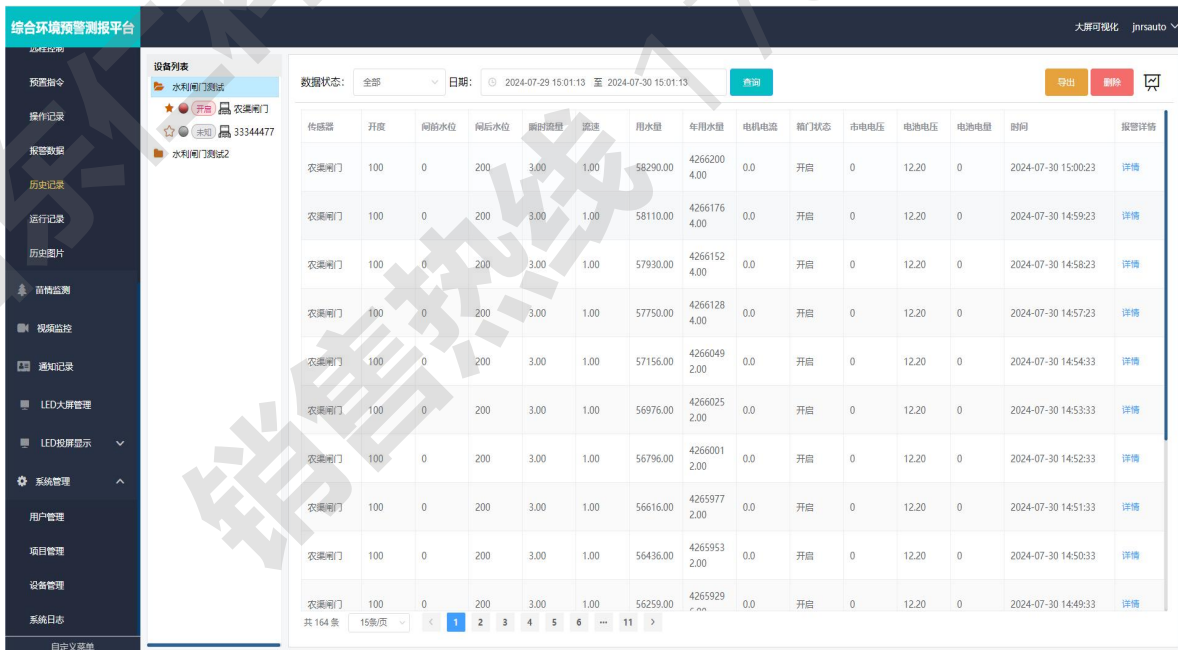 综合环境预警测报平台
大屏可视化 jnrsauto
远程控制
预置指令
操作记录
报警数据
历史记录
运行记录
历史图片
苗情监测
视频监控
通知记录
LED大屏管理
LED投屏显示
系统管理
用户管理
项目管理
设备管理
系统日志
自定义菜单
设备列表
水利闸门测试
开启 农渠闸门
未知 33344477
水利闸门测试2
数据状态: 全部 日期: 2024-07-29 15:01:13 至 2024-07-30 15:01:13 查询 导出 删除
传感器 开度 闸前水位 闸后水位 瞬时流量 流速 用水量 年用水量 电机电流 箱门状态 市电电压 电池电压 电池电量 时间 报警详情
农渠闸门 100 0 200 3.00 1.00 58290.00 42662004.00 0.0 开启 0 12.20 0 2024-07-30 15:00:23 详情
农渠闸门 100 0 200 3.00 1.00 58110.00 42661764.00 0.0 开启 0 12.20 0 2024-07-30 14:59:23 详情
农渠闸门 100 0 200 3.00 1.00 57930.00 42661524.00 0.0 开启 0 12.20 0 2024-07-30 14:58:23 详情
农渠闸门 100 0 200 3.00 1.00 57750.00 42661284.00 0.0 开启 0 12.20 0 2024-07-30 14:57:23 详情
农渠闸门 100 0 200 3.00 1.00 57156.00 42660492.00 0.0 开启 0 12.20 0 2024-07-30 14:54:33 详情
农渠闸门 100 0 200 3.00 1.00 56976.00 42660252.00 0.0 开启 0 12.20 0 2024-07-30 14:53:33 详情
农渠闸门 100 0 200 3.00 1.00 56796.00 42660012.00 0.0 开启 0 12.20 0 2024-07-30 14:52:33 详情
农渠闸门 100 0 200 3.00 1.00 56616.00 42659772.00 0.0 开启 0 12.20 0 2024-07-30 14:51:33 详情
农渠闸门 100 0 200 3.00 1.00 56436.00 42659532.00 0.0 开启 0 12.20 0 2024-07-30 14:50:33 详情
农渠闸门 100 0 200 3.00 1.00 56259.00 4265929 0.0 开启 0 12.20 0 2024-07-30 14:49:33 详情
共 164 条 15条/页 1 2 3 4 5 6 ··· 11
销售热线